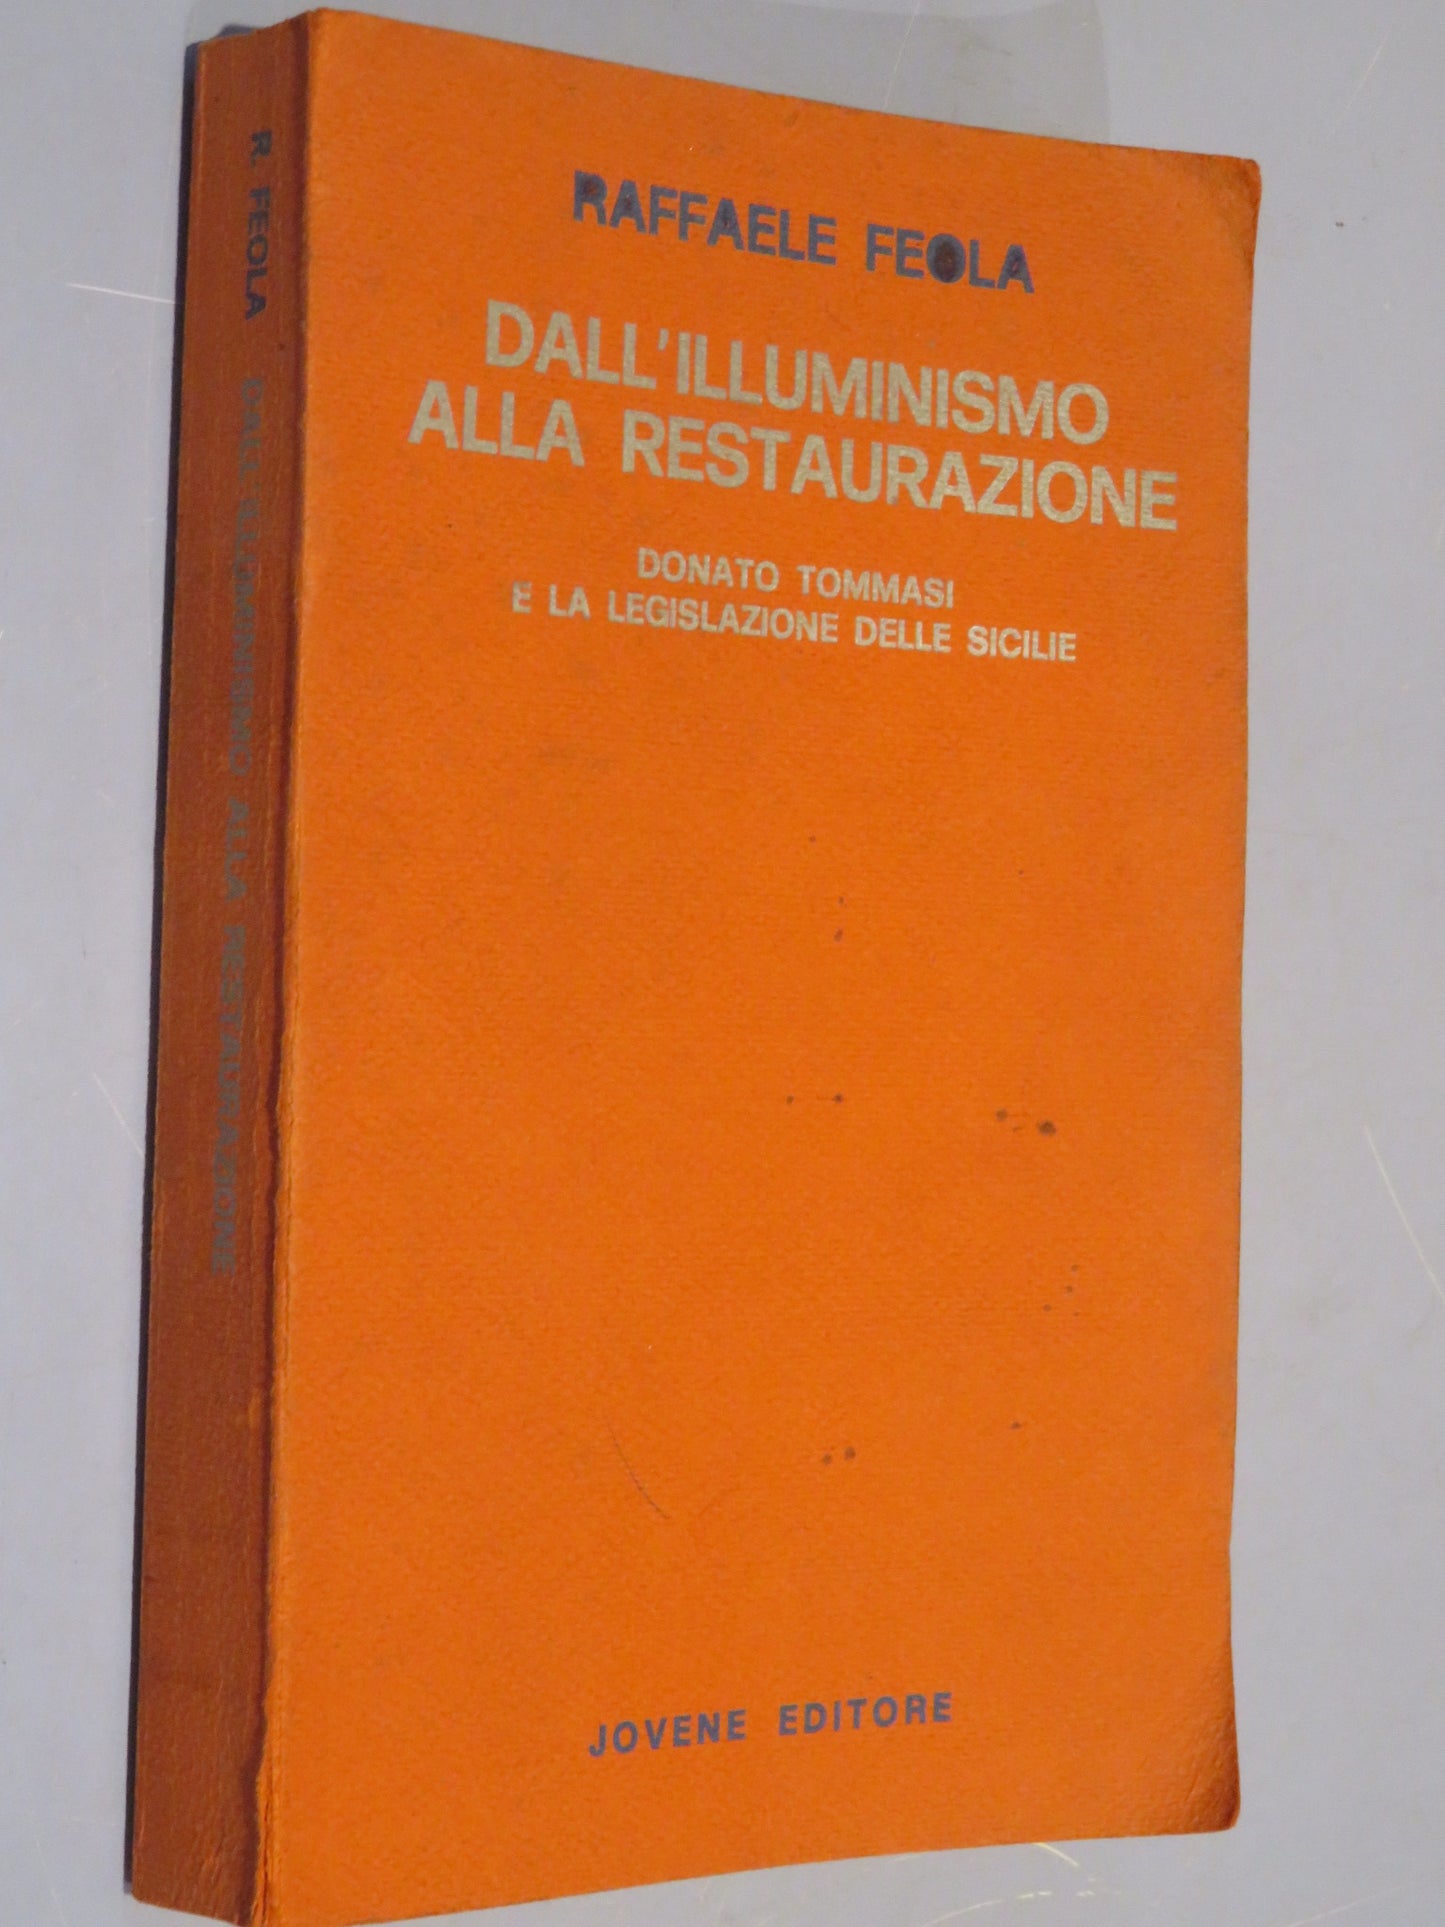 RAFFAELE FEOLA
DALL'ILLUMINISMO
ALLA RESTAURAZIONE
DONATO TOMMASI
E LA LEGISLAZIONE DELLE SICILIE
JOVENE EDITORE
R. FEOLA DALL'ILLUMINISMO ALLA RESTAURAZIONE